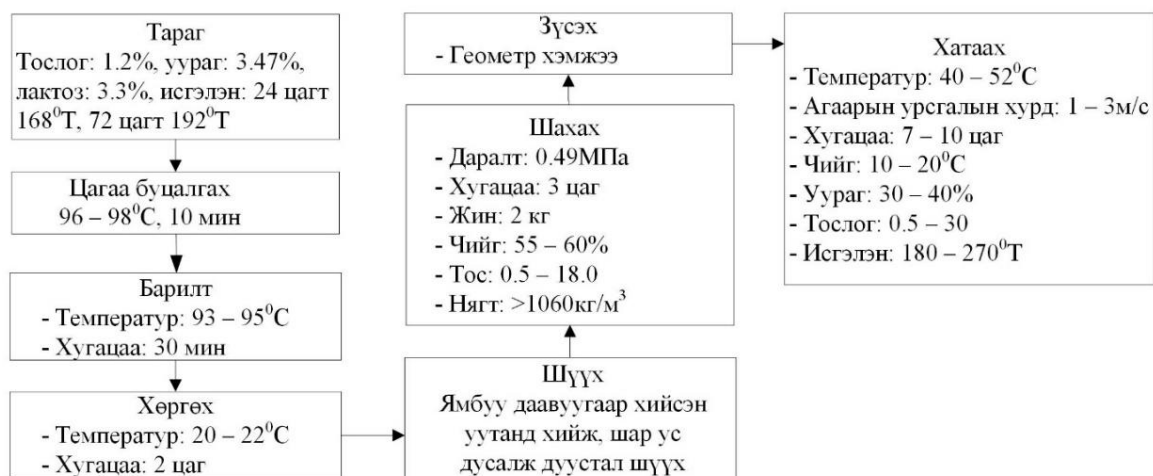 Тараг
Тослог: 1.2%, уураг: 3.47%,
лактоз: 3.3%, исгэлэн: 24 цагт
168⁰Т, 72 цагт 192⁰Т
Цагаа буцалгах
96 – 98⁰С, 10 мин
Барилт
- Температур: 93 – 95⁰С
- Хугацаа: 30 мин
Хөргөх
- Температур: 20 – 22⁰С
- Хугацаа: 2 цаг
Шүүх
Ямбуу даавуугаар хийсэн
уутанд хийж, шар ус
дусалж дуустал шүүх
Шахах
- Даралт: 0.49МПа
- Хугацаа: 3 цаг
- Жин: 2 кг
- Чийг: 55 – 60%
- Тос: 0.5 – 18.0
- Нягт: >1060кг/м³
Зүсэх
- Геометр хэмжээ
Хатаах
- Температур: 40 – 52⁰С
- Агаарын урсгалын хурд: 1 – 3м/с
- Хугацаа: 7 – 10 цаг
- Чийг: 10 – 20⁰С
- Уураг: 30 – 40%
- Тослог: 0.5 – 30
- Исгэлэн: 180 – 270⁰Т